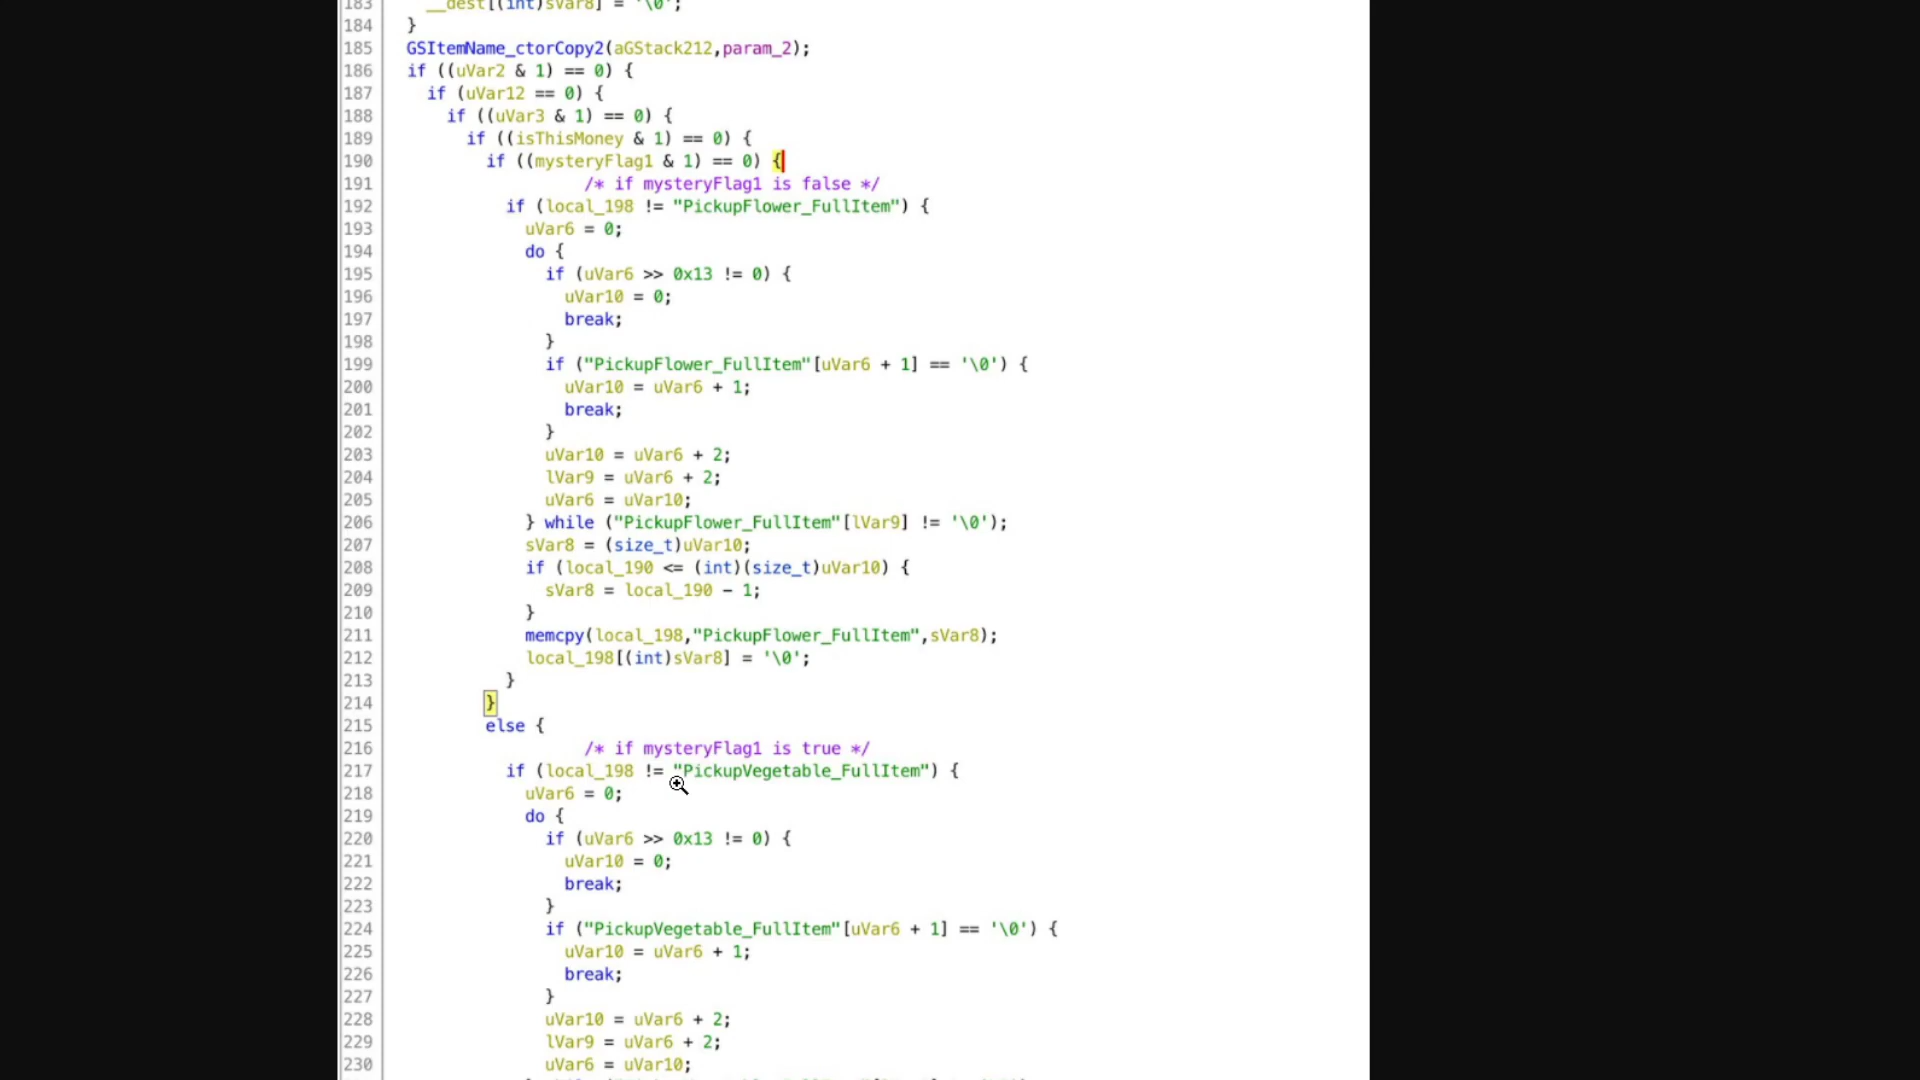 183 __dest[(int)sVar8] = '\0';
184 }
185 GSItemName_ctorCopy2(aGStack212,param_2);
186 if ((uVar2 & 1) == 0) {
187 if (uVar12 == 0) {
188 if ((uVar3 & 1) == 0) {
189 if ((isThisMoney & 1) == 0) {
190 if ((mysteryFlag1 & 1) == 0) {
191 /* if mysteryFlag1 is false */
192 if (local_198 != "PickupFlower_FullItem") {
193 uVar6 = 0;
194 do {
195 if (uVar6 >> 0x13 != 0) {
196 uVar10 = 0;
197 break;
198 }
199 if ("PickupFlower_FullItem"[uVar6 + 1] == '\0') {
200 uVar10 = uVar6 + 1;
201 break;
202 }
203 uVar10 = uVar6 + 2;
204 lVar9 = uVar6 + 2;
205 uVar6 = uVar10;
206 } while ("PickupFlower_FullItem"[lVar9] != '\0');
207 sVar8 = (size_t)uVar10;
208 if (local_190 <= (int)(size_t)uVar10) {
209 sVar8 = local_190 - 1;
210 }
211 memcpy(local_198,"PickupFlower_FullItem",sVar8);
212 local_198[(int)sVar8] = '\0';
213 }
214 }
215 else {
216 /* if mysteryFlag1 is true */
217 if (local_198 != "PickupVegetable_FullItem") {
218 uVar6 = 0;
219 do {
220 if (uVar6 >> 0x13 != 0) {
221 uVar10 = 0;
222 break;
223 }
224 if ("PickupVegetable_FullItem"[uVar6 + 1] == '\0') {
225 uVar10 = uVar6 + 1;
226 break;
227 }
228 uVar10 = uVar6 + 2;
229 lVar9 = uVar6 + 2;
230 uVar6 = uVar10;